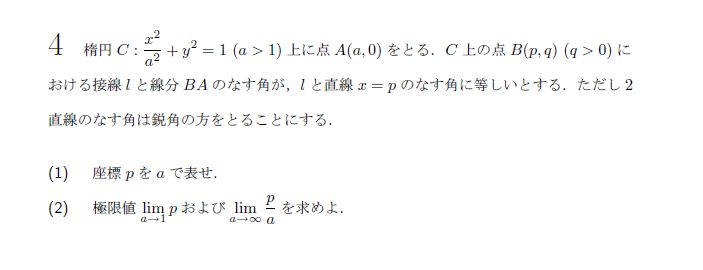 4 楕円 $C : \frac{x^2}{a^2} + y^2 = 1 \ (a > 1)$ 上に点 $A(a, 0)$ をとる．$C$ 上の点 $B(p, q) \ (q > 0)$ に
おける接線 $l$ と線分 $BA$ のなす角が，$l$ と直線 $x = p$ のなす角に等しいとする．ただし 2
直線のなす角は鋭角の方をとることにする．
(1) 座標 $p$ を $a$ で表せ．
(2) 極限値 $\lim_{a \to 1} p$ および $\lim_{a \to \infty} \frac{p}{a}$ を求めよ．